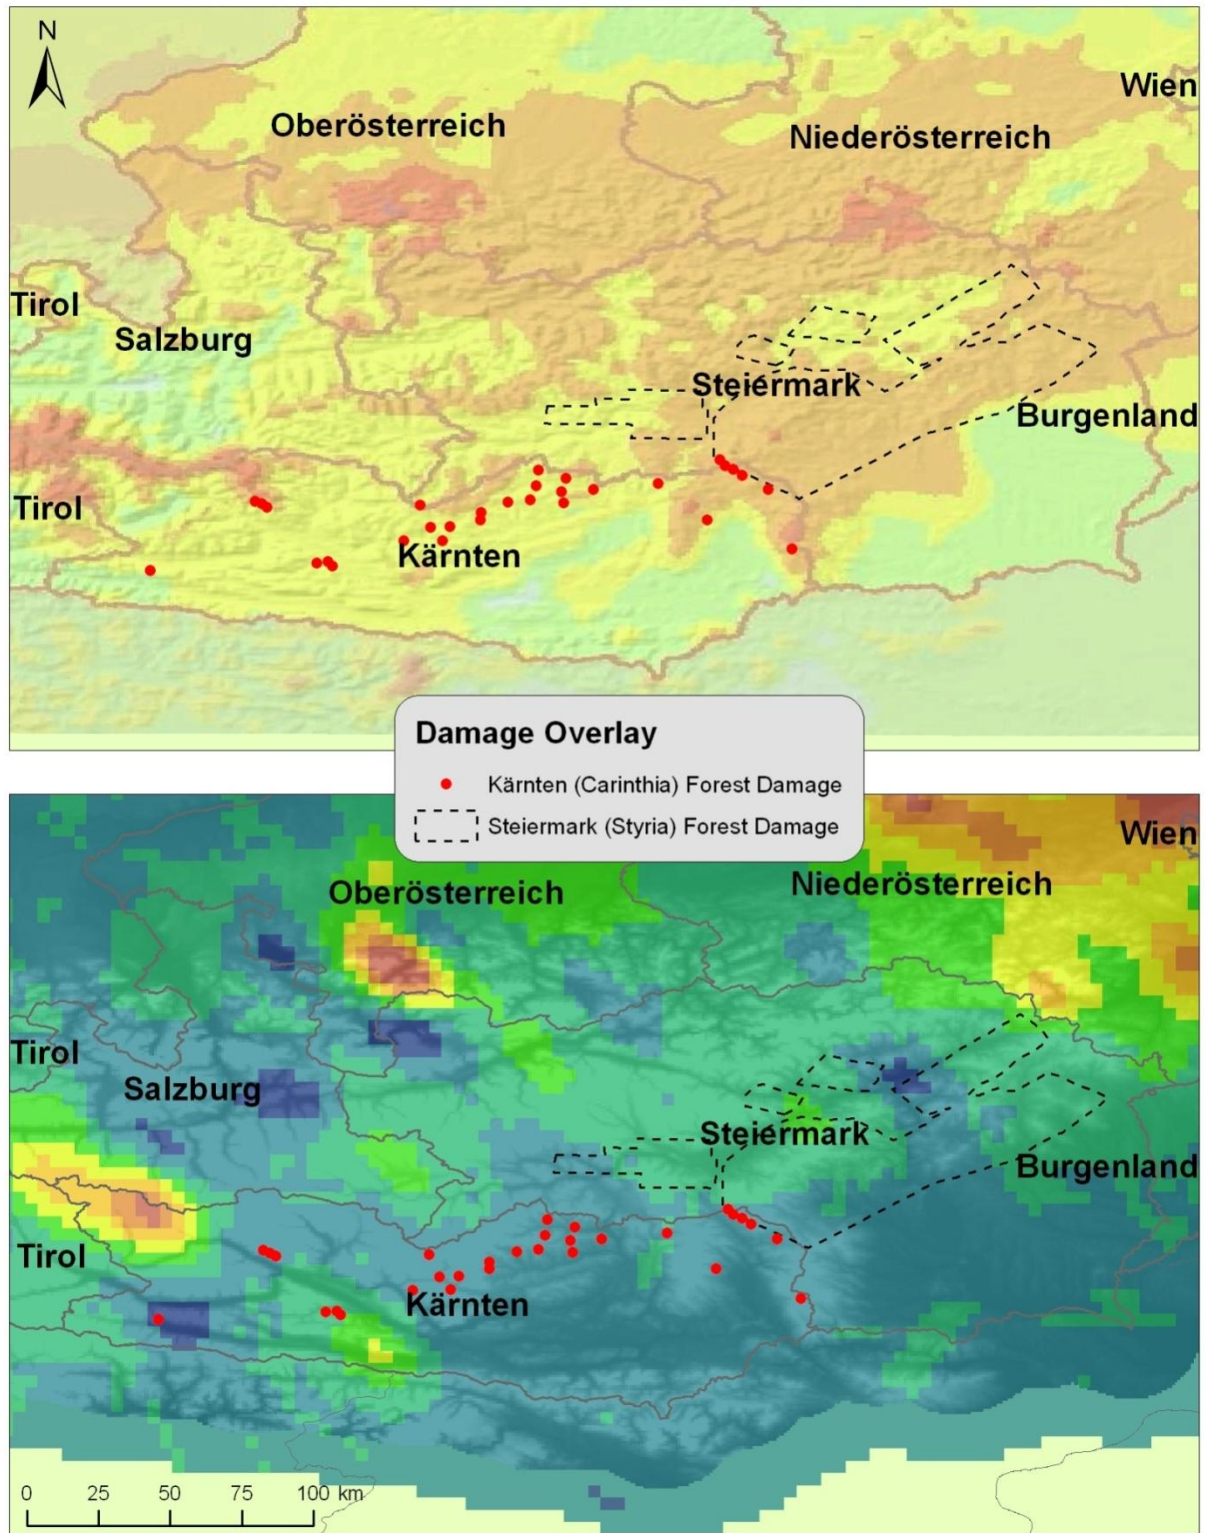 N
Wien
Oberösterreich
Niederösterreich
Tirol
Salzburg
Steiermark
Burgenland
Tirol
Kärnten
Damage Overlay
Kärnten (Carinthia) Forest Damage
Steiermark (Styria) Forest Damage
Wien
Oberösterreich
Niederösterreich
Tirol
Salzburg
Steiermark
Burgenland
Tirol
Kärnten
0 25 50 75 100 km